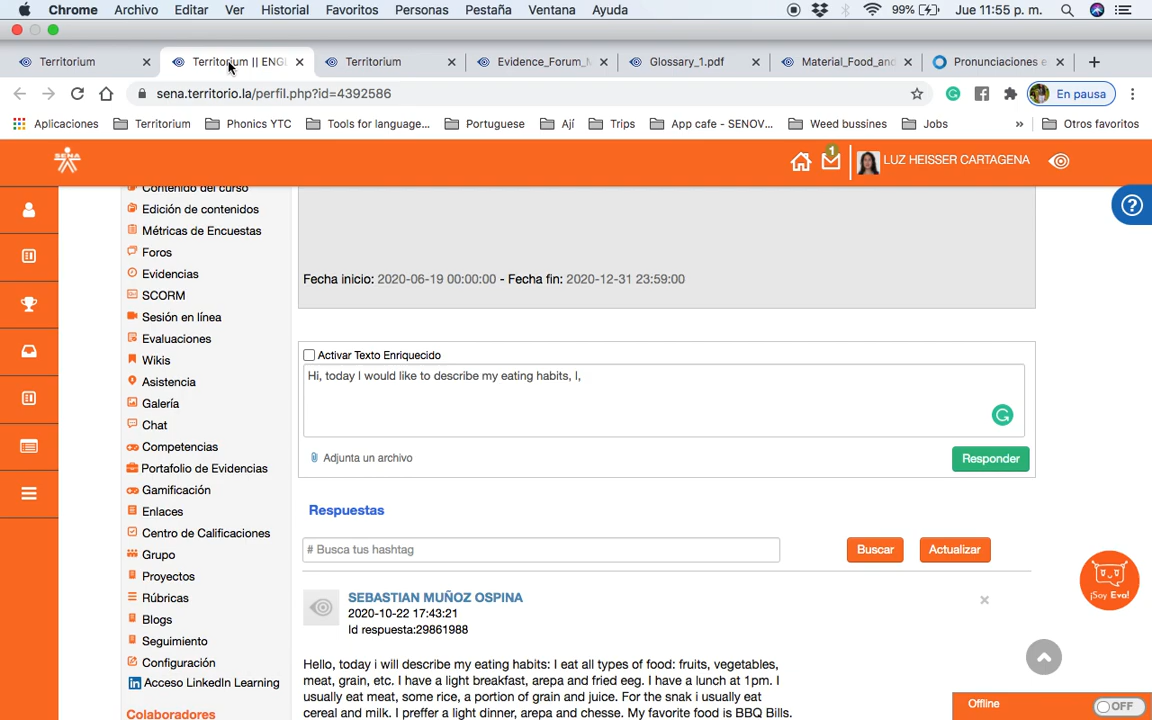 Chrome Archivo Editar Ver Historial Favoritos Personas Pestaña Ventana Ayuda 99% Jue 11:55 p. m.
Territorium Territorium || ENGL Territorium Evidence_Forum_M Glossary_1.pdf Material_Food_and Pronunciaciones e
sena.territorio.la/perfil.php?id=4392586 En pausa
Aplicaciones Territorium Phonics YTC Tools for language... Portuguese Ají Trips App cafe - SENOV... Weed bussines Jobs » Otros favoritos
SENA 1 LUZ HEISSER CARTAGENA
Contenido del curso
Edición de contenidos
Métricas de Encuestas
Foros
Evidencias
SCORM
Sesión en línea
Evaluaciones
Wikis
Asistencia
Galería
Chat
Competencias
Portafolio de Evidencias
Gamificación
Enlaces
Centro de Calificaciones
Grupo
Proyectos
Rúbricas
Blogs
Seguimiento
Configuración
Acceso LinkedIn Learning
Colaboradores
Fecha inicio: 2020-06-19 00:00:00 - Fecha fin: 2020-12-31 23:59:00
Activar Texto Enriquecido
Hi, today I would like to describe my eating habits, I,
Adjunta un archivo Responder
Respuestas
# Busca tus hashtag Buscar Actualizar
SEBASTIAN MUÑOZ OSPINA
2020-10-22 17:43:21
Id respuesta:29861988
Hello, today i will describe my eating habits: I eat all types of food: fruits, vegetables,
meat, grain, etc. I have a light breakfast, arepa and fried eeg. I have a lunch at 1pm. I
usually eat meat, some rice, a portion of grain and juice. For the snak i usually eat
cereal and milk. I preffer a light dinner, arepa and chesse. My favorite food is BBQ Bills.
¡Soy Eva!
Offline OFF